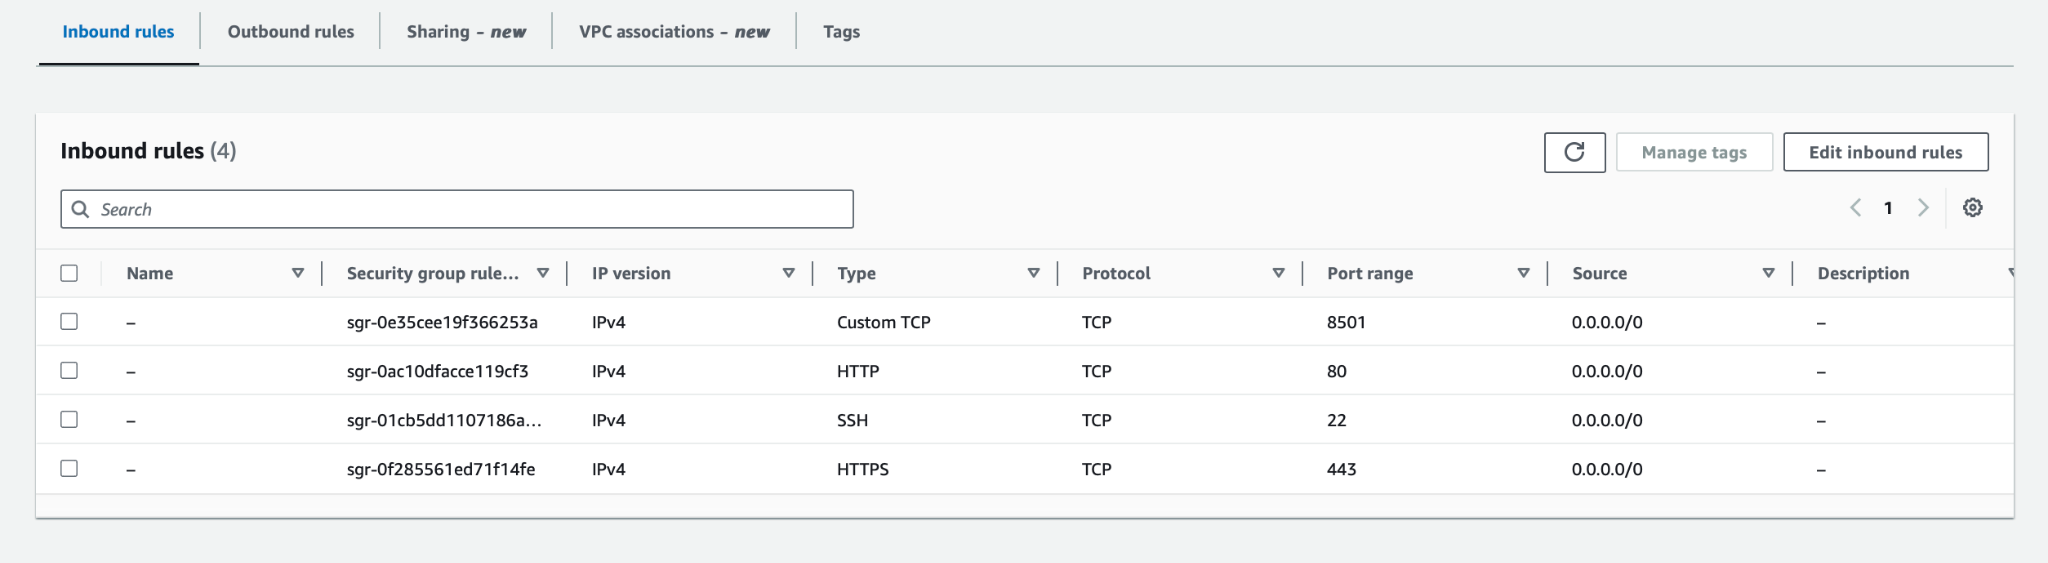 Inbound rules Outbound rules Sharing - new VPC associations - new Tags
Inbound rules (4)
Manage tags Edit inbound rules
Search
1
Name Security group rule... IP version Type Protocol Port range Source Description
– sgr-0e35cee19f366253a IPv4 Custom TCP TCP 8501 0.0.0.0/0 –
– sgr-0ac10dfacce119cf3 IPv4 HTTP TCP 80 0.0.0.0/0 –
– sgr-01cb5dd1107186a... IPv4 SSH TCP 22 0.0.0.0/0 –
– sgr-0f285561ed71f14fe IPv4 HTTPS TCP 443 0.0.0.0/0 –